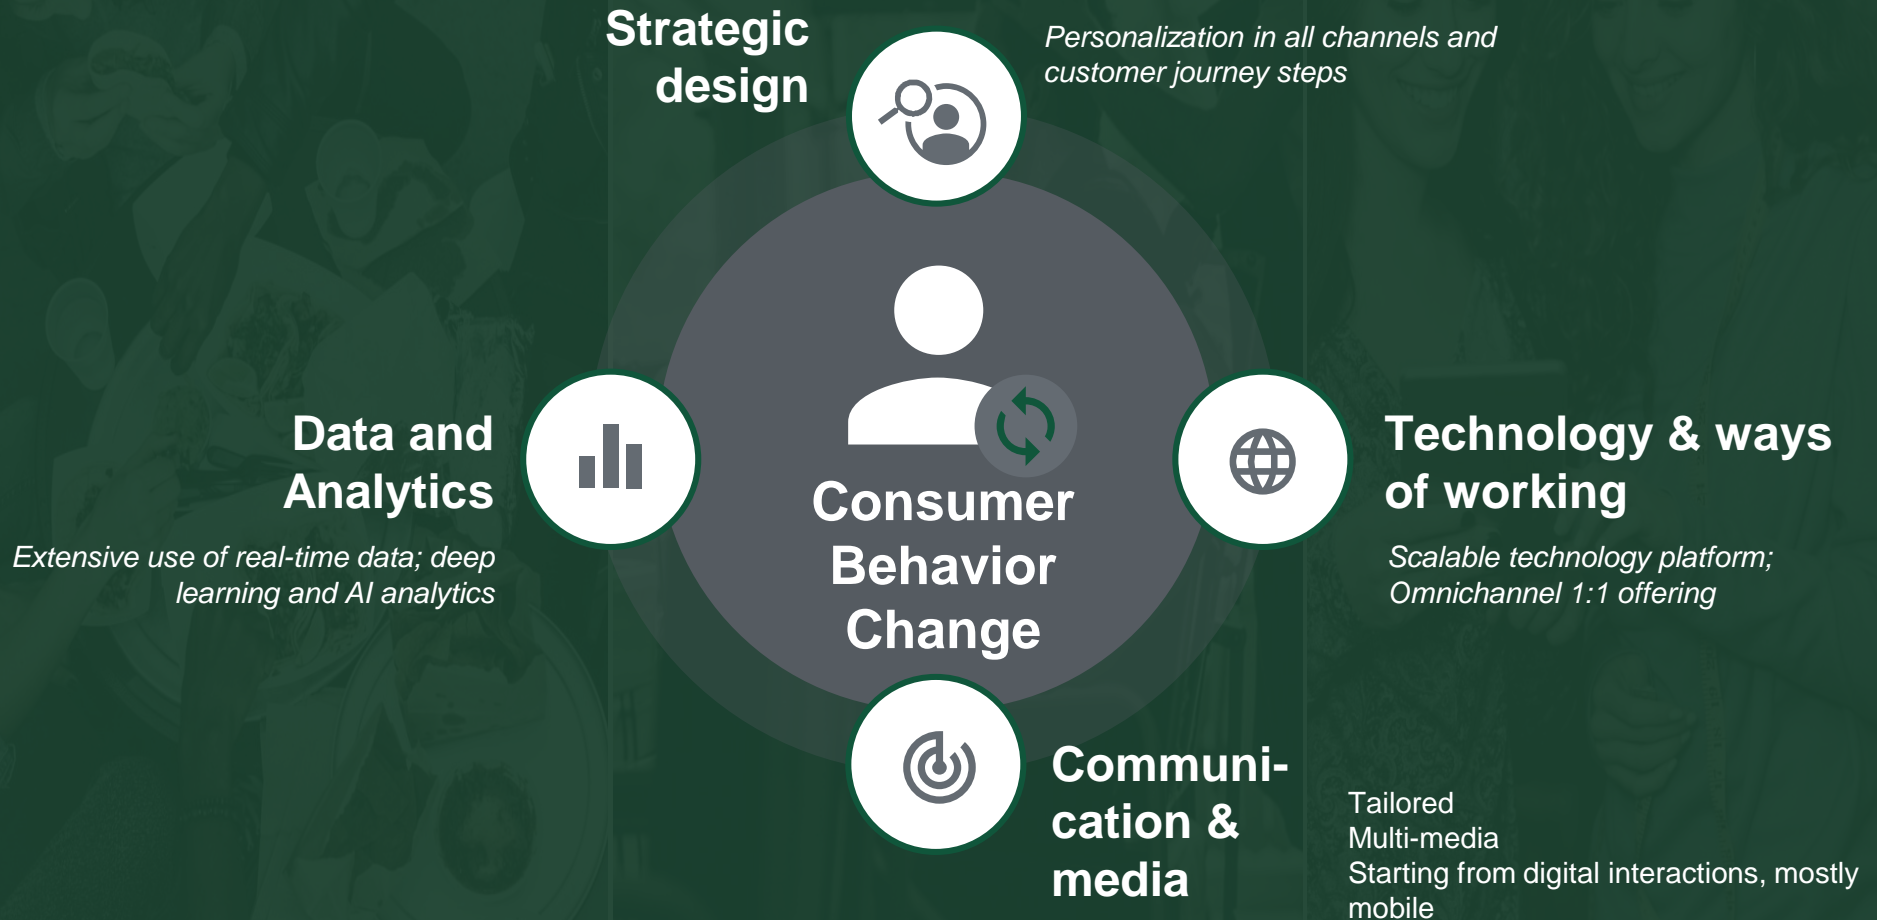 Strategic
design
Personalization in all channels and
customer journey steps
Data and
Analytics
Extensive use of real-time data; deep
learning and AI analytics
Consumer
Behavior
Change
Technology & ways
of working
Scalable technology platform;
Omnichannel 1:1 offering
Communi-
cation &
media
Tailored
Multi-media
Starting from digital interactions, mostly
mobile